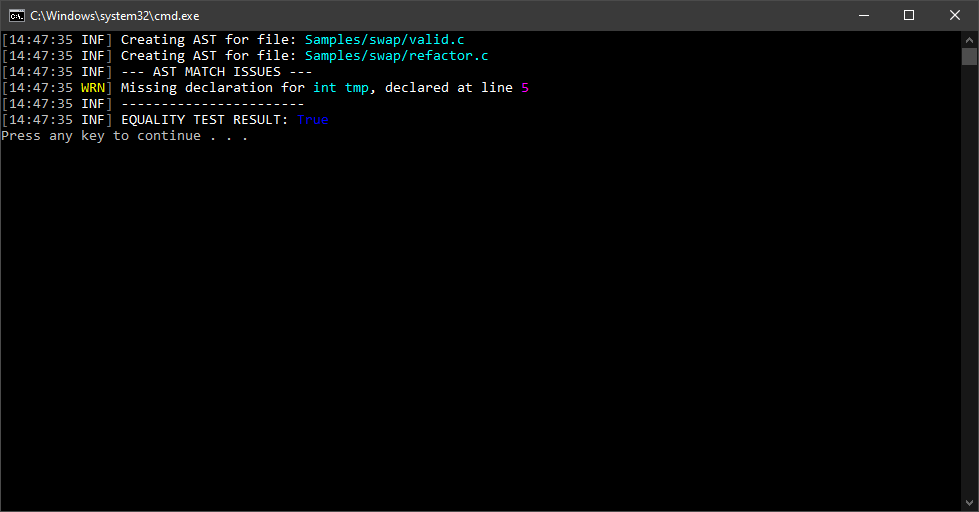 C:\Windows\system32\cmd.exe
[14:47:35 INF] Creating AST for file: Samples/swap/valid.c
[14:47:35 INF] Creating AST for file: Samples/swap/refactor.c
[14:47:35 INF] --- AST MATCH ISSUES ---
[14:47:35 WRN] Missing declaration for int tmp, declared at line 5
[14:47:35 INF] -----------------------
[14:47:35 INF] EQUALITY TEST RESULT: True
Press any key to continue . . .